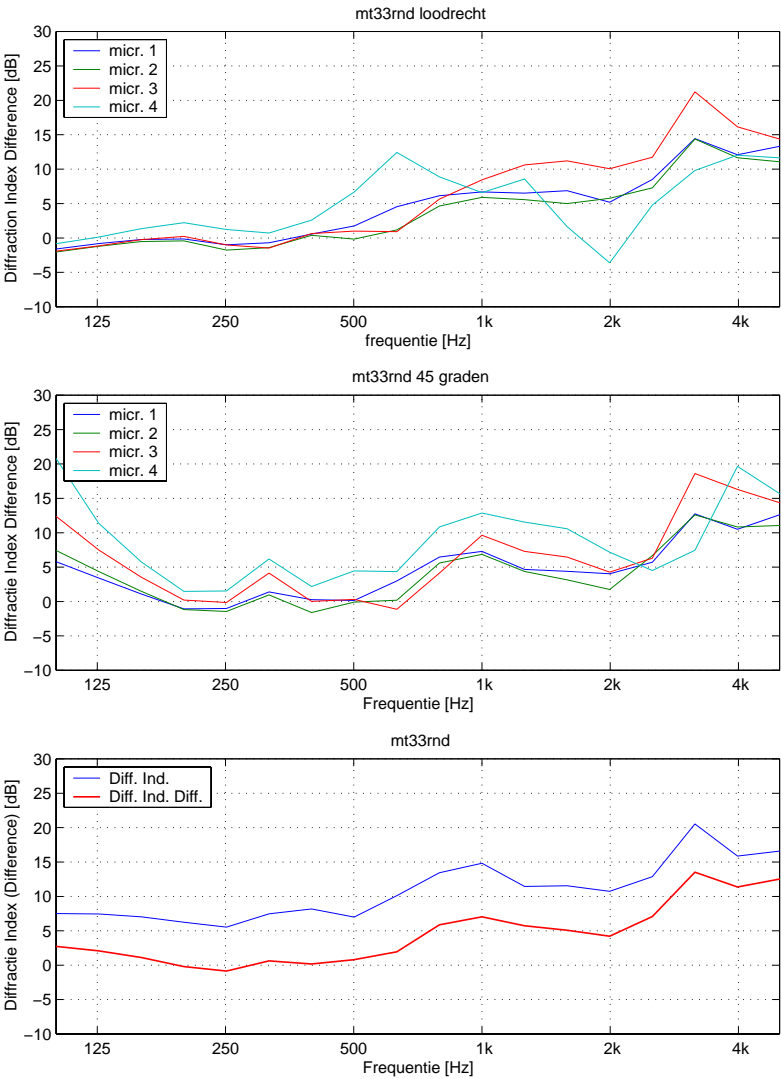 mt33rnd loodrecht
Diffraction Index Difference [dB]
30
25
20
15
10
5
0
−5
−10
micr. 1
micr. 2
micr. 3
micr. 4
125 250 500 1k 2k 4k
frequentie [Hz]
mt33rnd 45 graden
Diffractie Index Difference [dB]
30
25
20
15
10
5
0
−5
−10
micr. 1
micr. 2
micr. 3
micr. 4
125 250 500 1k 2k 4k
Frequentie [Hz]
mt33rnd
Diffractie Index (Difference) [dB]
30
25
20
15
10
5
0
−5
−10
Diff. Ind.
Diff. Ind. Diff.
125 250 500 1k 2k 4k
Frequentie [Hz]